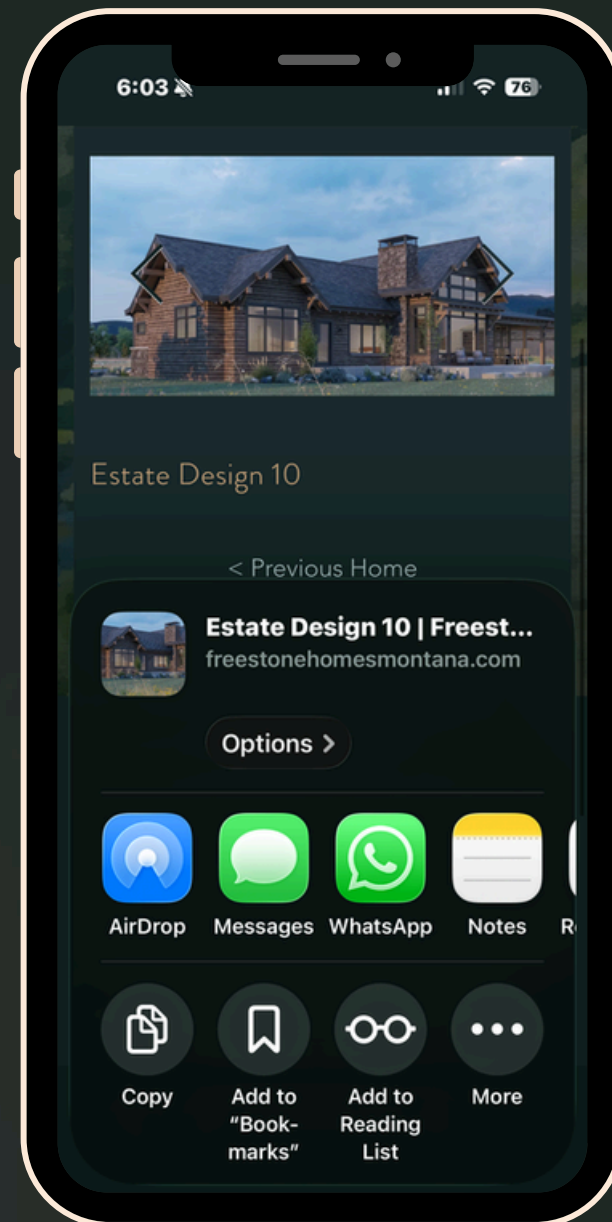 6:03
76
Estate Design 10
< Previous Home
Estate Design 10 | Freest...
freestonehomesmontana.com
Options >
AirDrop Messages WhatsApp Notes
Copy Add to “Book-marks” Add to Reading List More